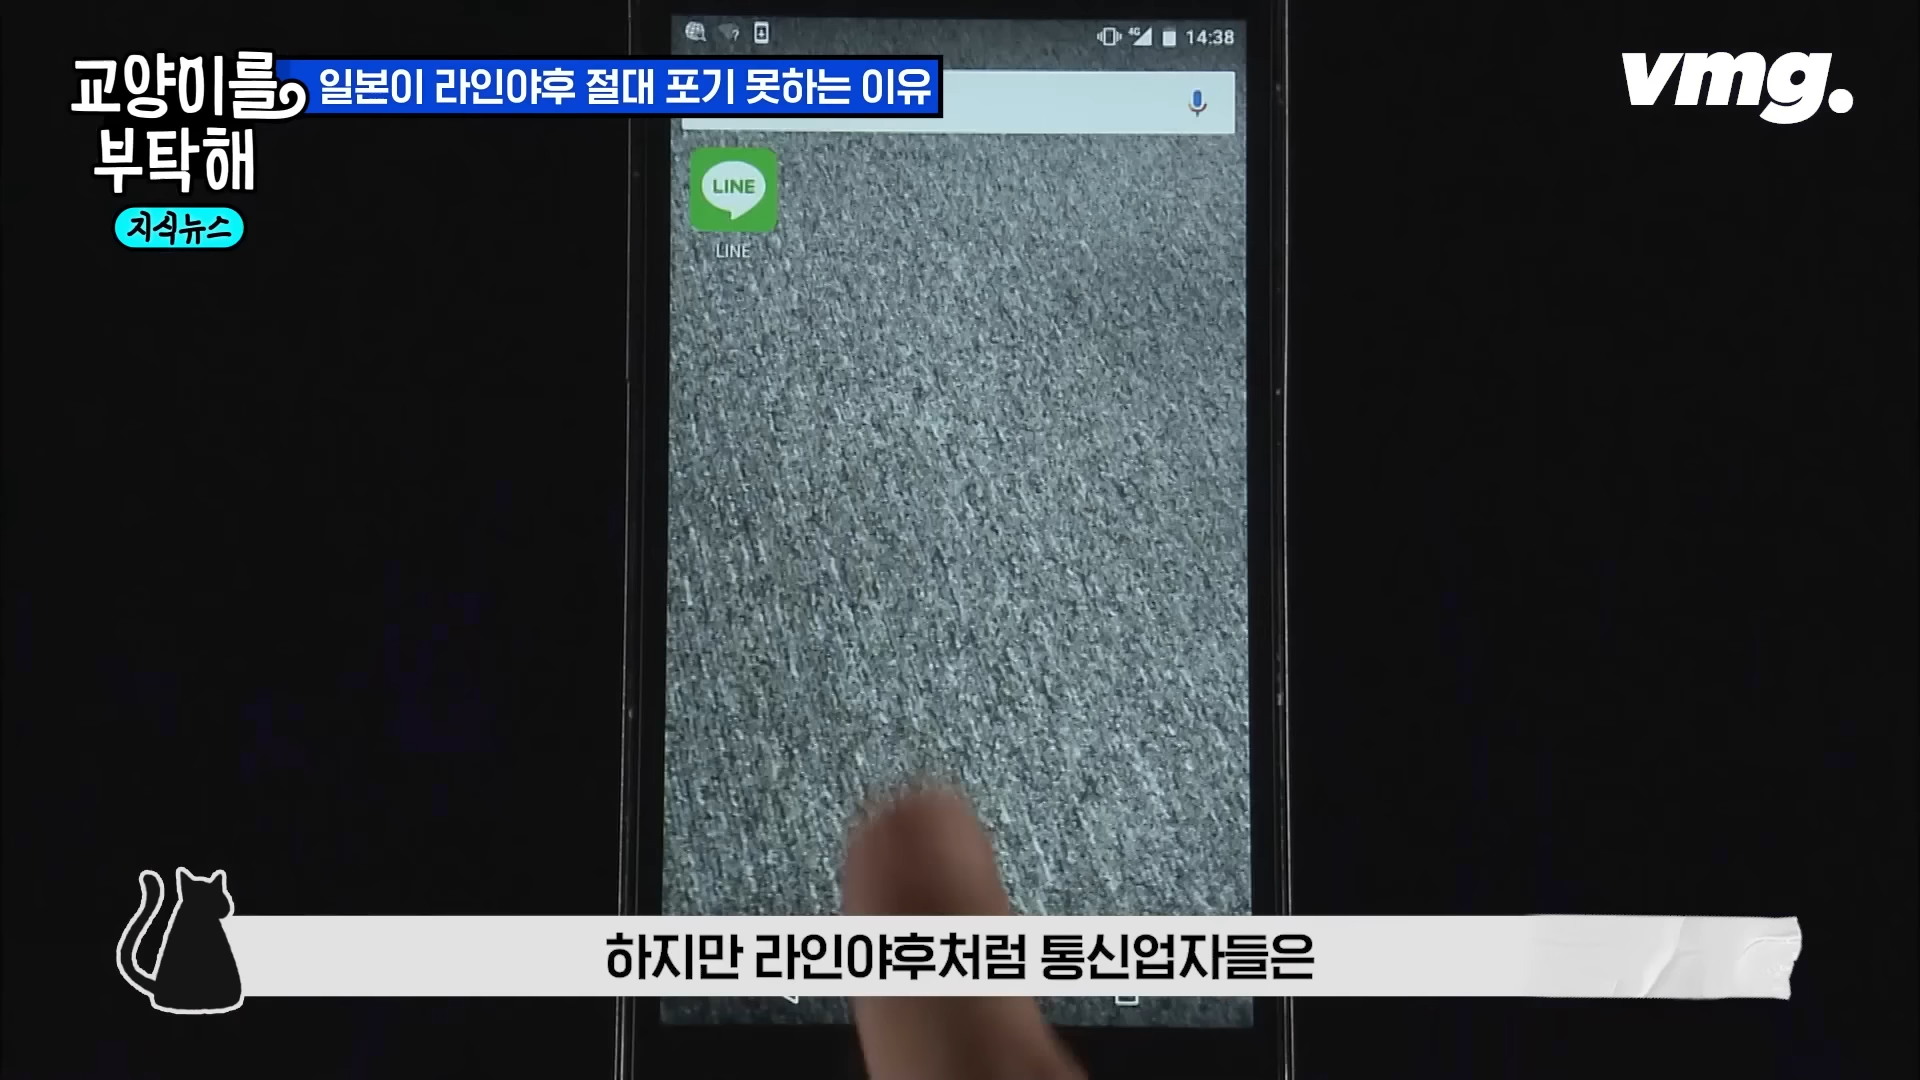 교양이를
부탁해
지식뉴스
일본이 라인야후 절대 포기 못하는 이유
vmg.
4G 14:38
LINE
LINE
하지만 라인야후처럼 통신업자들은